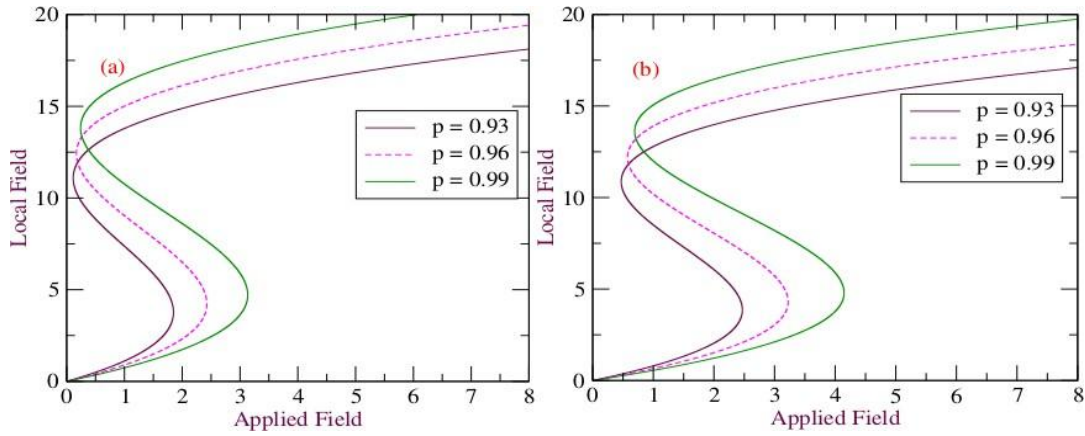 (a)
Local Field
20
15
10
5
0
p = 0.93
p = 0.96
p = 0.99
0 1 2 3 4 5 6 7 8
Applied Field
(b)
Local Field
20
15
10
5
0
p = 0.93
p = 0.96
p = 0.99
0 1 2 3 4 5 6 7 8
Applied Field